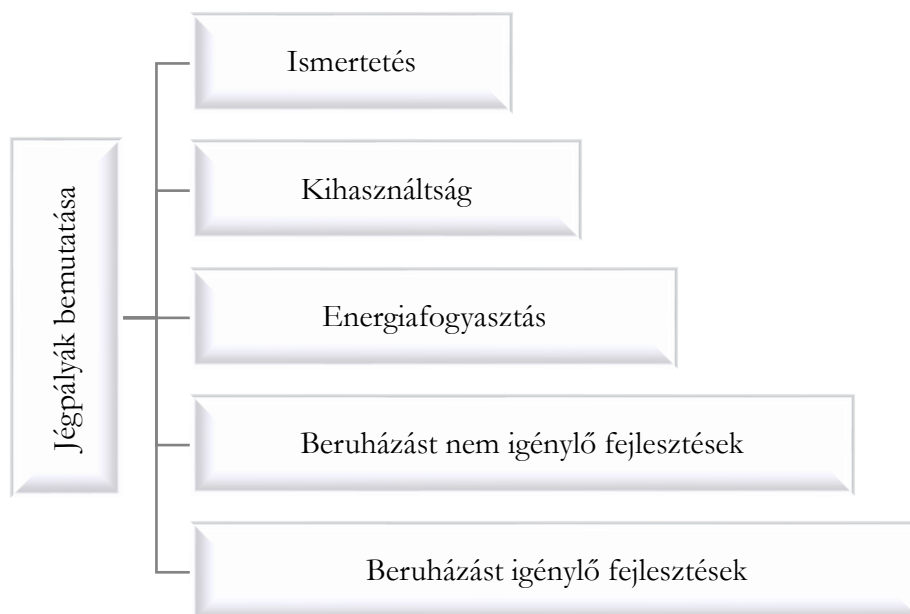 Jégpályák bemutatása
Ismertetés
Kihasználtság
Energiafogyasztás
Beruházást nem igénylő fejlesztések
Beruházást igénylő fejlesztések